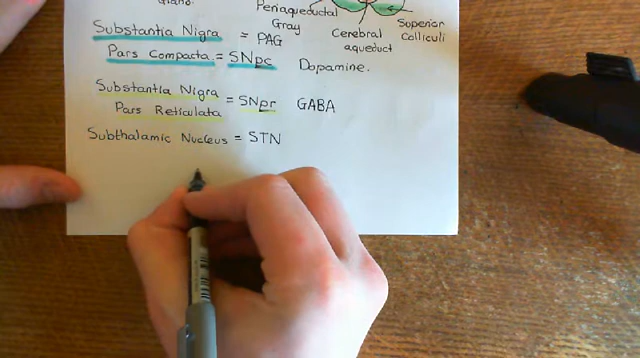 Gland.
Periaqueductal
Gray
Superior
Colliculi
Cerebral
aqueduct
Substantia Nigra = PAG
Pars Compacta = SNpc Dopamine.
Substantia Nigra
Pars Reticulata = SNpr GABA
Subthalamic Nucleus = STN